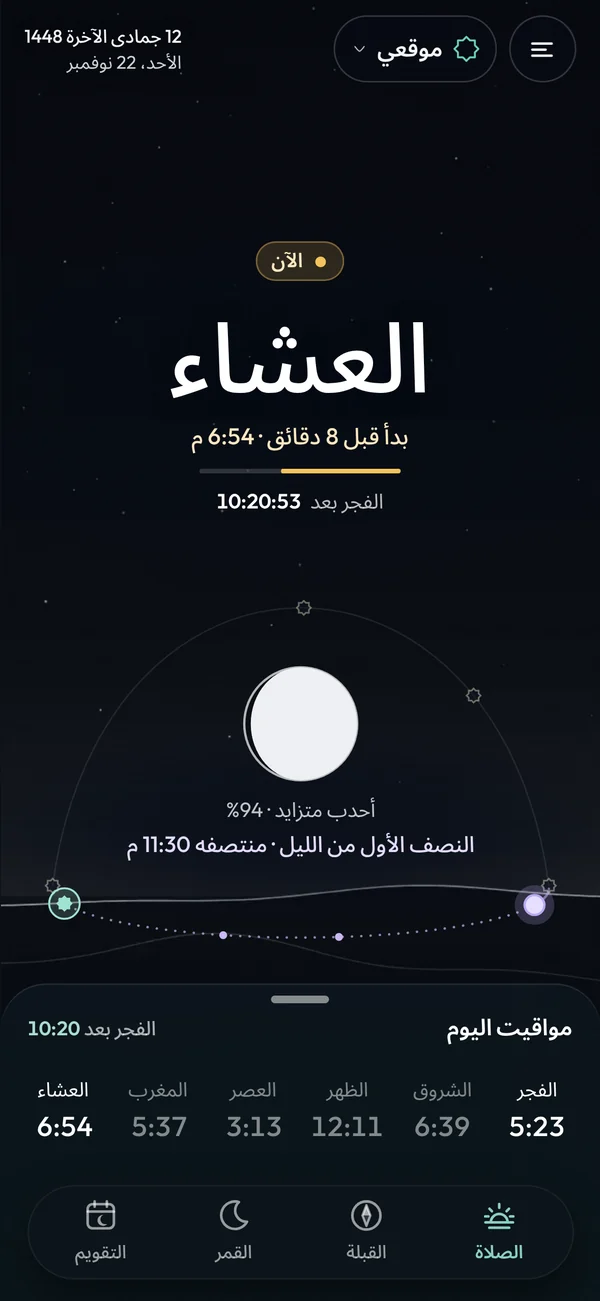 موقعي
12 جمادى الآخرة 1448
الأحد، 22 نوفمبر
الآن
العشاء
بدأ قبل 8 دقائق · 6:54 م
الفجر بعد 10:20:53
أحدب متزايد · 94%
النصف الأول من الليل · منتصفه 11:30 م
مواقيت اليوم
الفجر بعد 10:20
الفجر الشروق الظهر العصر المغرب العشاء
5:23 6:39 12:11 3:13 5:37 6:54
الصلاة القبلة القمر التقويم